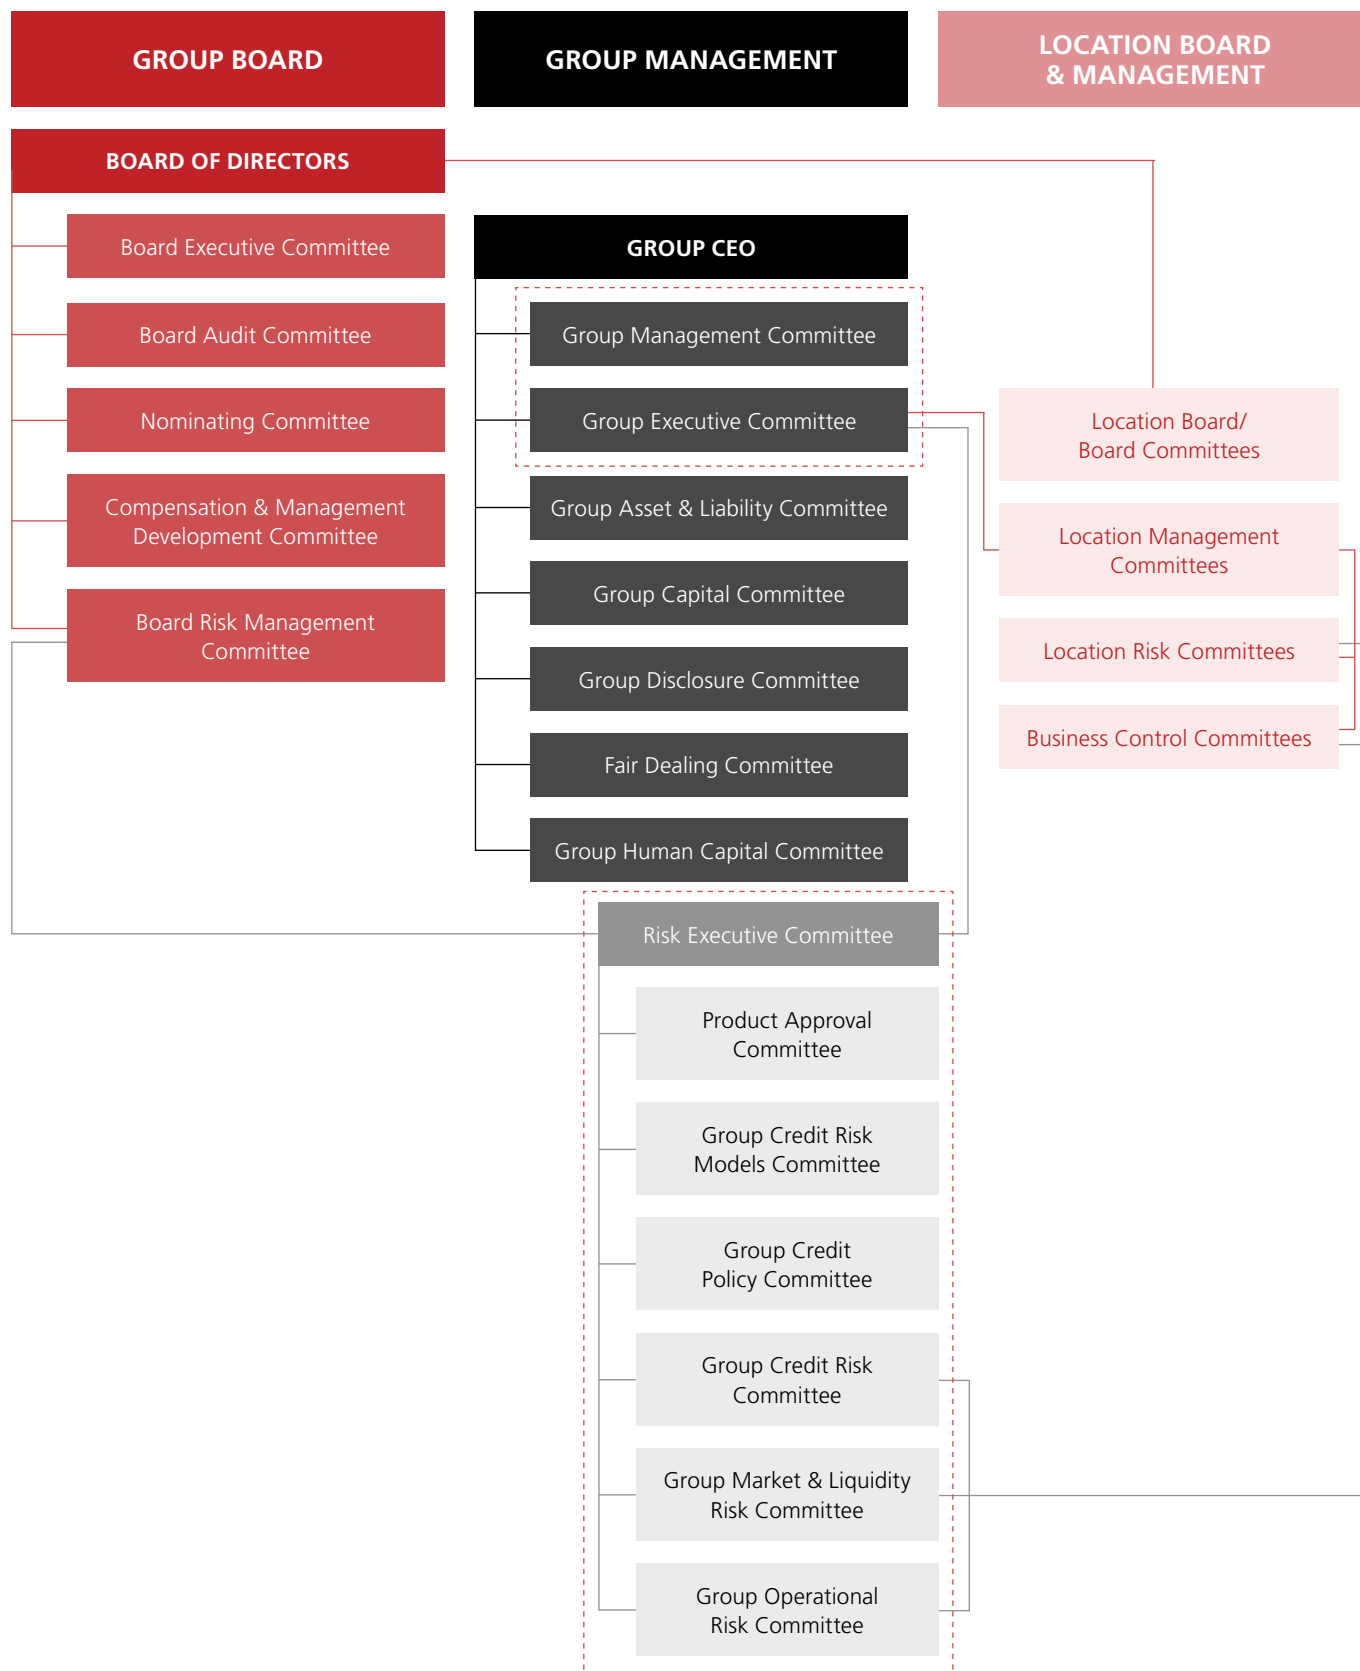 GROUP BOARD
GROUP MANAGEMENT
LOCATION BOARD
& MANAGEMENT
BOARD OF DIRECTORS
Board Executive Committee
Board Audit Committee
Nominating Committee
Compensation & Management
Development Committee
Board Risk Management
Committee
GROUP CEO
Group Management Committee
Group Executive Committee
Group Asset & Liability Committee
Group Capital Committee
Group Disclosure Committee
Fair Dealing Committee
Group Human Capital Committee
Risk Executive Committee
Product Approval
Committee
Group Credit Risk
Models Committee
Group Credit
Policy Committee
Group Credit Risk
Committee
Group Market & Liquidity
Risk Committee
Group Operational
Risk Committee
Location Board/
Board Committees
Location Management
Committees
Location Risk Committees
Business Control Committees